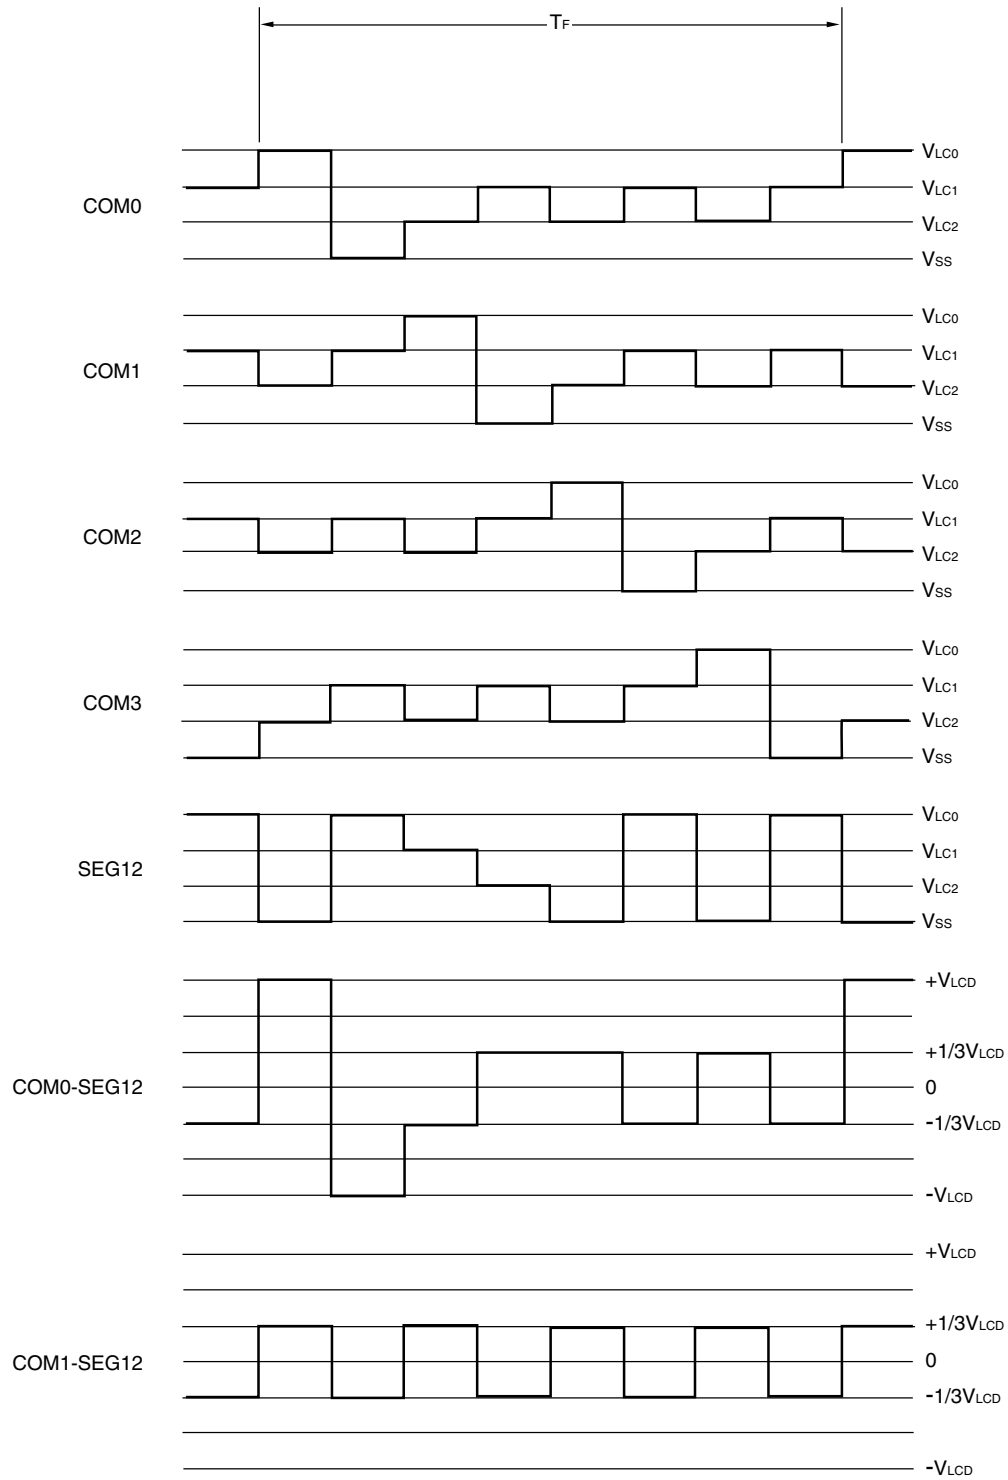 TF
COM0
VLC0
VLC1
VLC2
VSS
COM1
VLC0
VLC1
VLC2
VSS
COM2
VLC0
VLC1
VLC2
VSS
COM3
VLC0
VLC1
VLC2
VSS
SEG12
VLC0
VLC1
VLC2
VSS
COM0-SEG12
+VLCD
+1/3VLCD
0
-1/3VLCD
-VLCD
COM1-SEG12
+VLCD
+1/3VLCD
0
-1/3VLCD
-VLCD